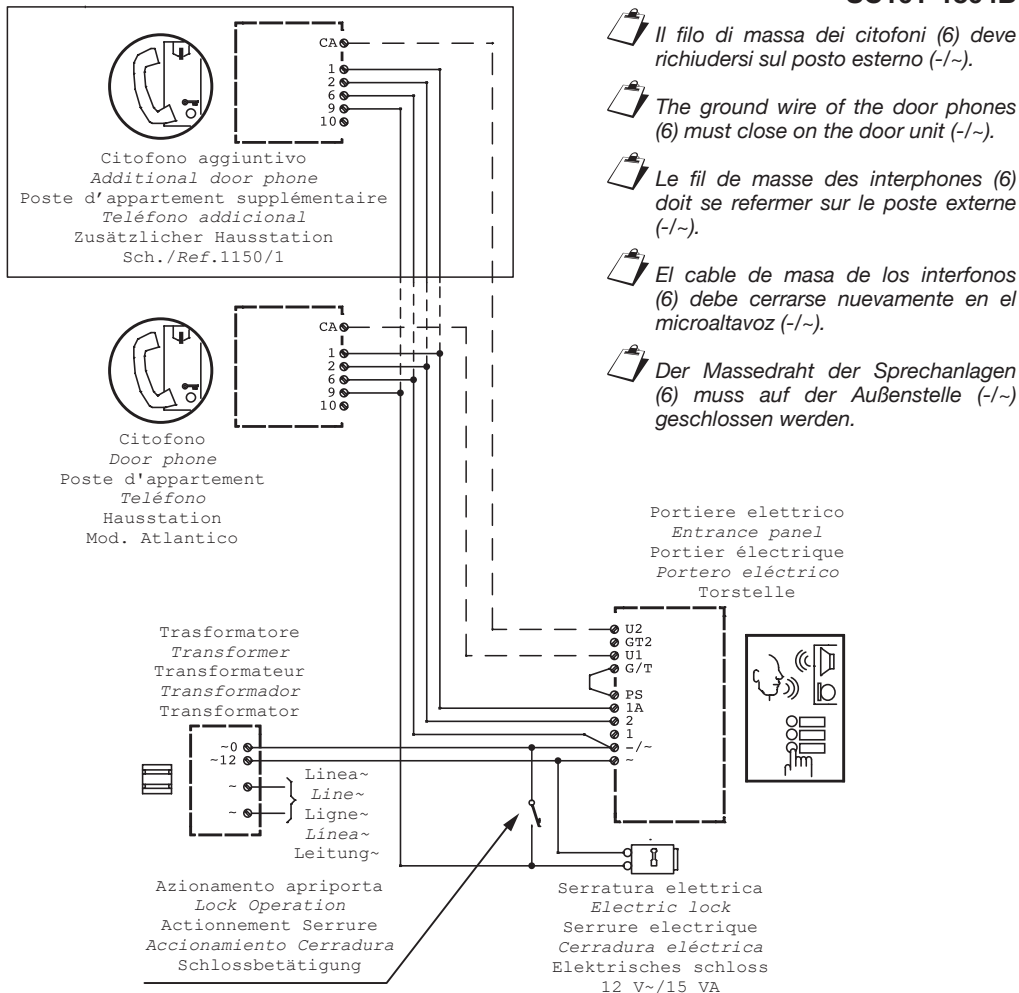 CA
1
2
6
9
10
Citofono aggiuntivo
Additional door phone
Poste d'appartement supplémentaire
Teléfono addicional
Zusätzlicher Hausstation
Sch./Ref.1150/1
CA
1
2
6
9
10
Citofono
Door phone
Poste d'appartement
Teléfono
Hausstation
Mod. Atlantico
Il filo di massa dei citofoni (6) deve
richiudersi sul posto esterno (-/~).
The ground wire of the door phones
(6) must close on the door unit (-/~).
Le fil de masse des interphones (6)
doit se refermer sur le poste externe
(-/~).
El cable de masa de los interfonos
(6) debe cerrarse nuevamente en el
microaltavoz (-/~).
Der Massedraht der Sprechanlagen
(6) muss auf der Außenstelle (-/~)
geschlossen werden.
Portiere elettrico
Entrance panel
Portier électrique
Portero eléctrico
Torstelle
U2
GT2
U1
G/T
PS
1A
2
1
-/~
~
Trasformatore
Transformer
Transformateur
Transformador
Transformator
~0
~12
~
~
Linea~
Line~
Ligne~
Línea~
Leitung~
Azionamento apriporta
Lock Operation
Actionnement Serrure
Accionamiento Cerradura
Schlossbetätigung
Serratura elettrica
Electric lock
Serrure electrique
Cerradura eléctrica
Elektrisches schloss
12 V~/15 VA